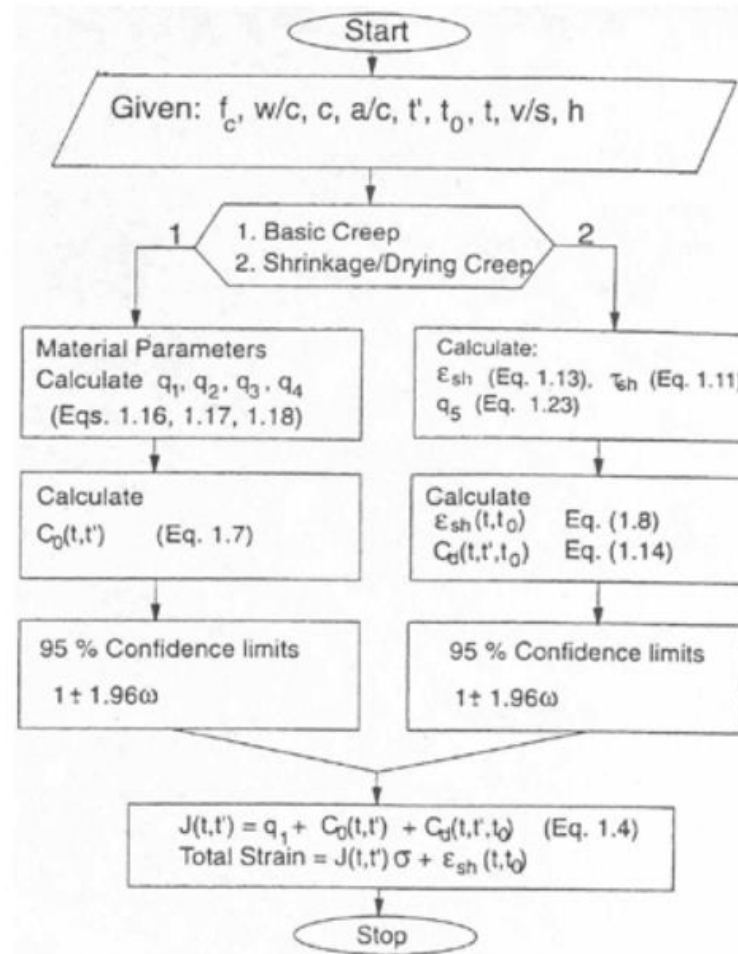 Start
Given: f_c, w/c, c, a/c, t', t_0, t, v/s, h
1
1. Basic Creep
2. Shrinkage/Drying Creep
2
Material Parameters
Calculate q_1, q_2, q_3, q_4
(Eqs. 1.16, 1.17, 1.18)
Calculate:
ε_sh (Eq. 1.13), τ_sh (Eq. 1.11)
q_5 (Eq. 1.23)
Calculate
C_0(t,t') (Eq. 1.7)
Calculate
ε_sh(t,t_0) Eq. (1.8)
C_d(t,t',t_0) Eq. (1.14)
95 % Confidence limits
1 ± 1.96ω
95 % Confidence limits
1 ± 1.96ω
J(t,t') = q_1 + C_0(t,t') + C_d(t,t',t_0) (Eq. 1.4)
Total Strain = J(t,t') σ + ε_sh(t,t_0)
Stop